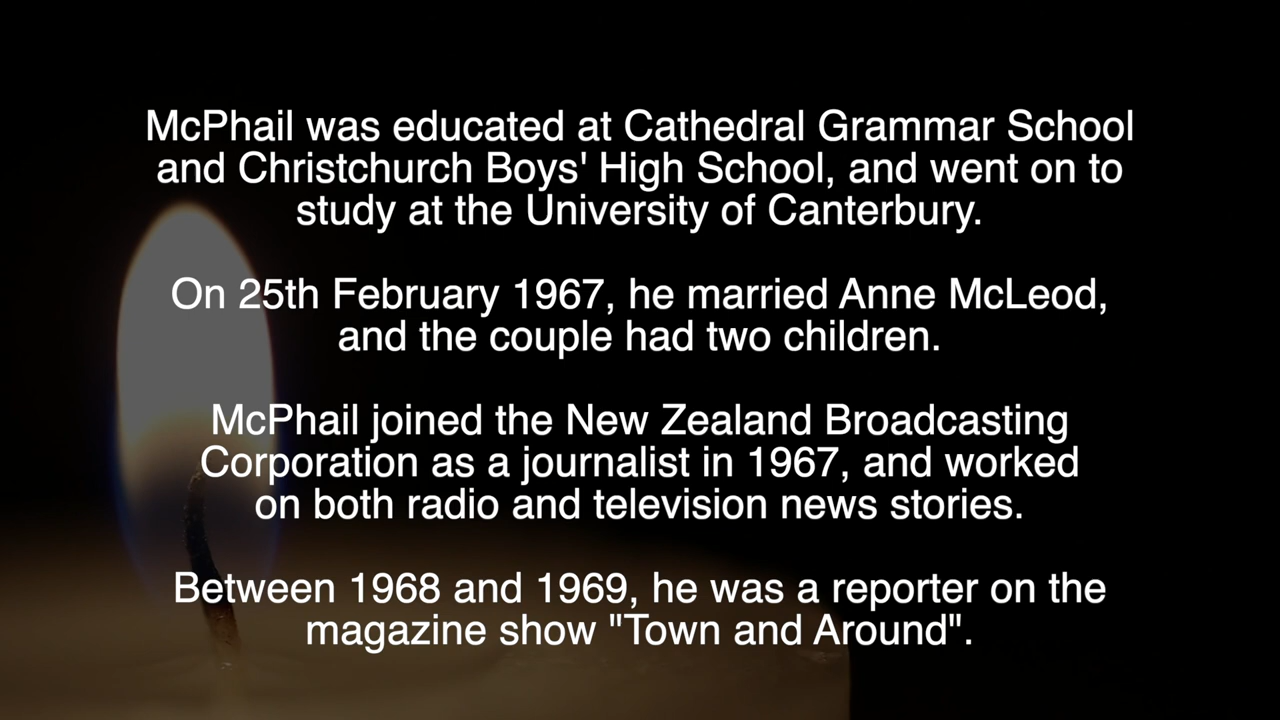 McPhail was educated at Cathedral Grammar School
and Christchurch Boys' High School, and went on to
study at the University of Canterbury.
On 25th February 1967, he married Anne McLeod,
and the couple had two children.
McPhail joined the New Zealand Broadcasting
Corporation as a journalist in 1967, and worked
on both radio and television news stories.
Between 1968 and 1969, he was a reporter on the
magazine show "Town and Around".